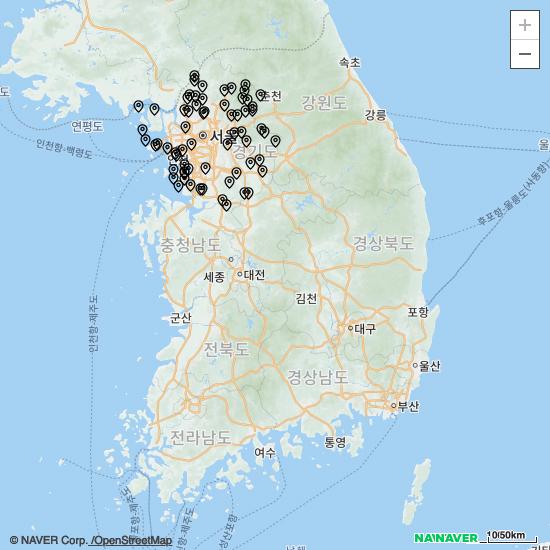 +
−
속초
강원도
춘천
강릉
연평도
인천항-백령도
서울
경기도
후포항-울릉도(사동항)
충청남도
경상북도
세종
대전
인천항-제주도
김천
포항
군산
대구
전북도
울산
경상남도
부산
전라남도
여수
통영
© NAVER Corp. /OpenStreetMap
NAVER
10/50km